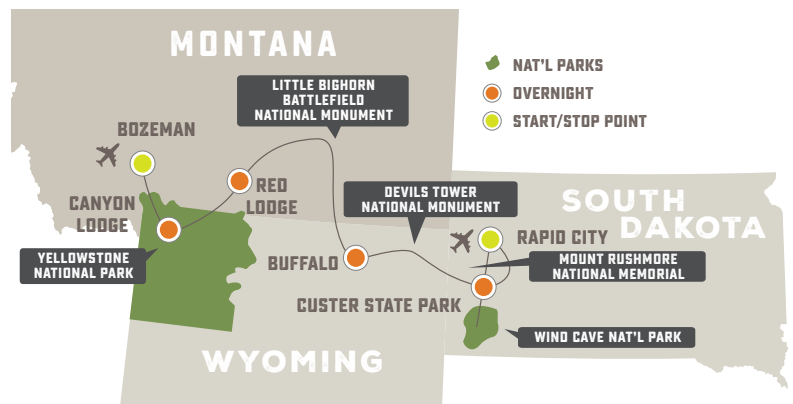 MONTANA
LITTLE BIGHORN
BATTLEFIELD
NATIONAL MONUMENT
NAT'L PARKS
OVERNIGHT
START/STOP POINT
BOZEMAN
RED
LODGE
CANYON
LODGE
DEVILS TOWER
NATIONAL MONUMENT
SOUTH
DAKOTA
RAPID CITY
YELLOWSTONE
NATIONAL PARK
BUFFALO
MOUNT RUSHMORE
NATIONAL MEMORIAL
CUSTER STATE PARK
WIND CAVE NAT'L PARK
WYOMING